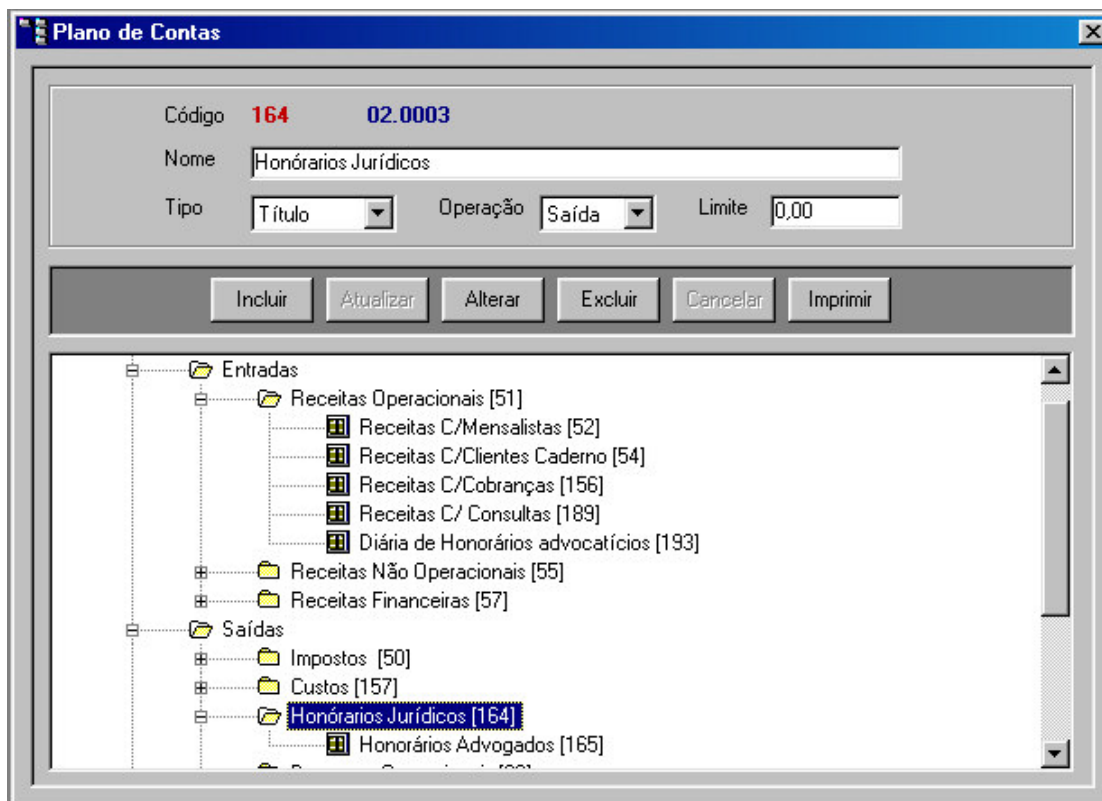 Plano de Contas
Código 164 02.0003
Nome Honórarios Jurídicos
Tipo Título Operação Saída Limite 0,00
Incluir Atualizar Alterar Excluir Cancelar Imprimir
Entradas
Receitas Operacionais [51]
Receitas C/Mensalistas [52]
Receitas C/Clientes Caderno [54]
Receitas C/Cobranças [156]
Receitas C/ Consultas [189]
Diária de Honorários advocatícios [193]
Receitas Não Operacionais [55]
Receitas Financeiras [57]
Saídas
Impostos [50]
Custos [157]
Honórarios Jurídicos [164]
Honorários Advogados [165]